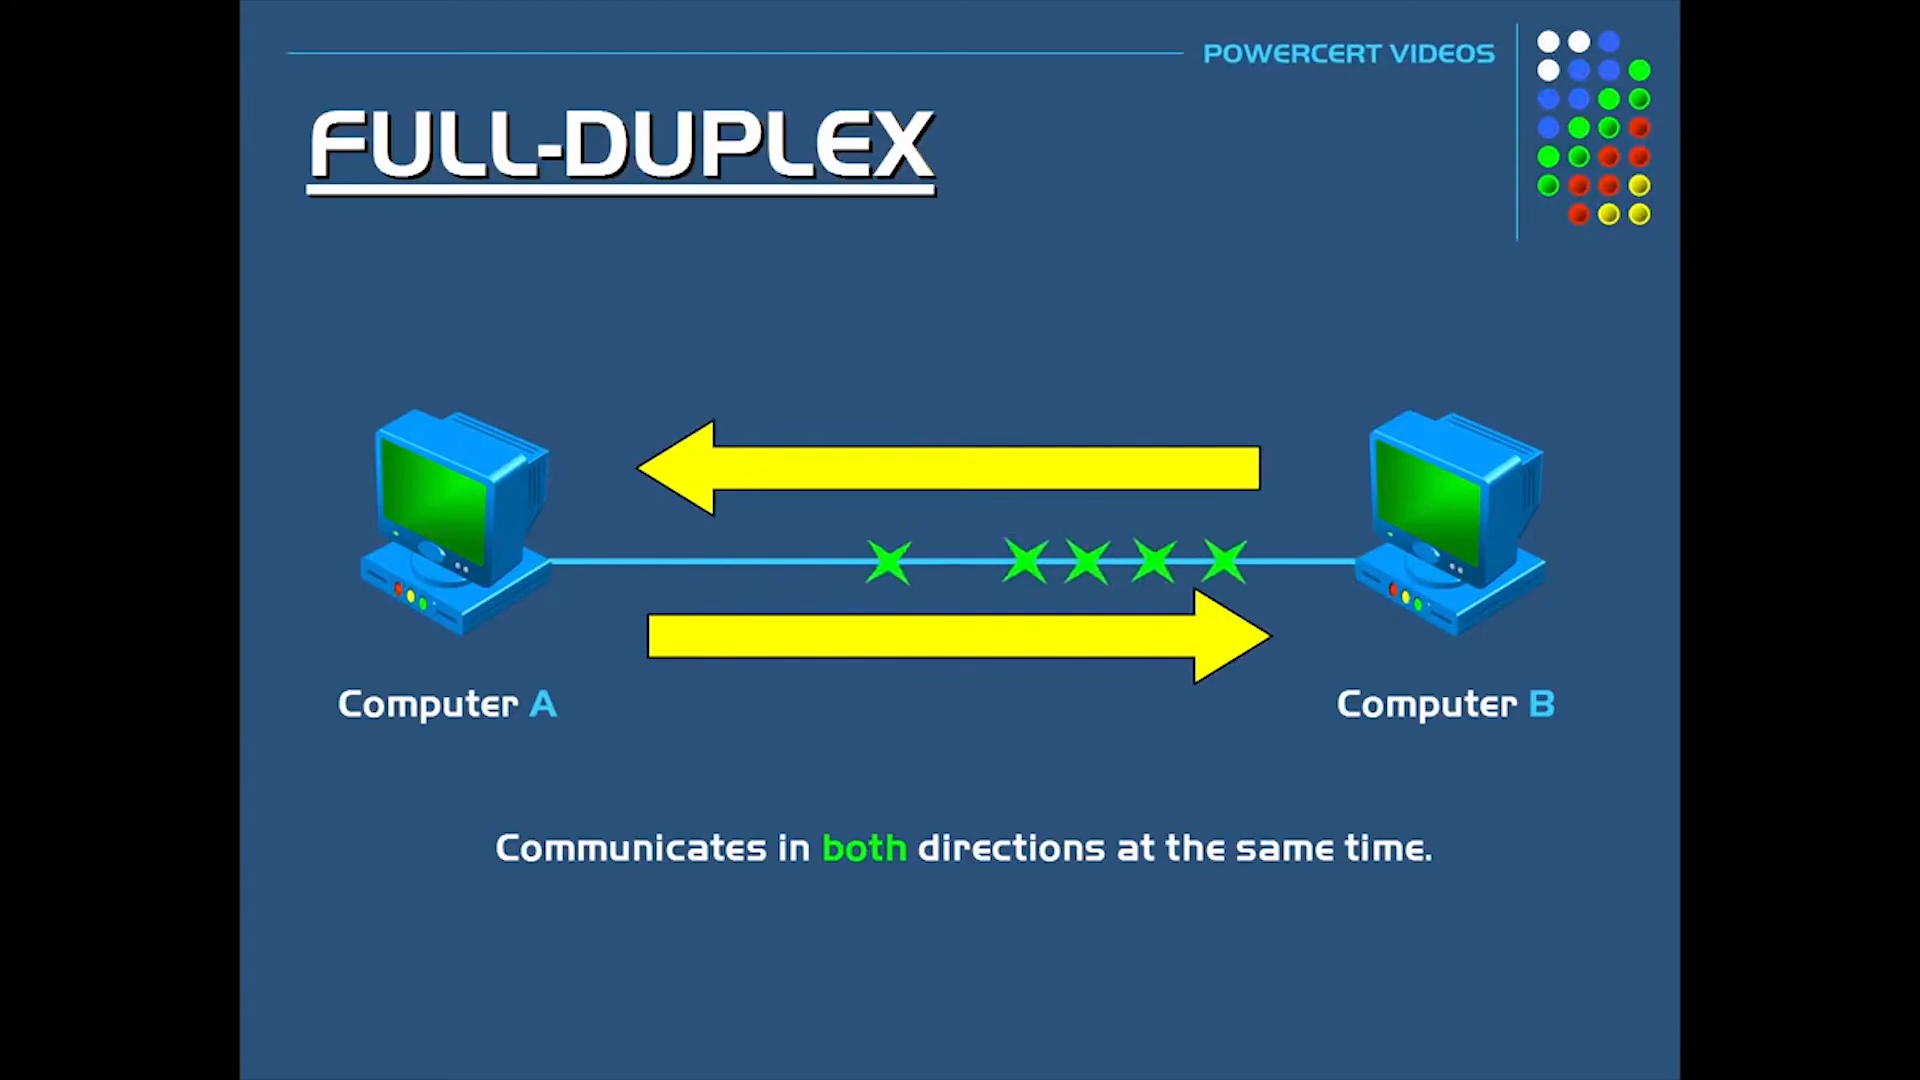 POWERCERT VIDEOS
FULL-DUPLEX
Computer A
Computer B
Communicates in both directions at the same time.